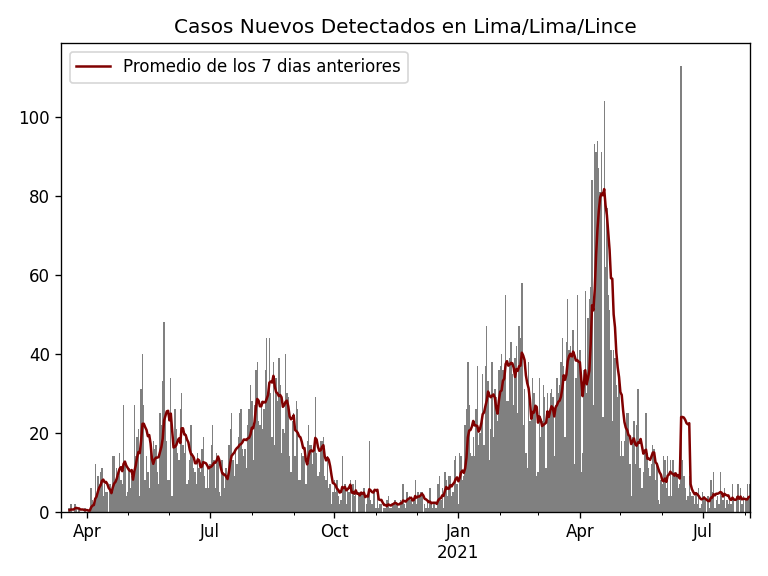 Casos Nuevos Detectados en Lima/Lima/Lince
Promedio de los 7 dias anteriores
100
80
60
40
20
0
Apr Jul Oct Jan Apr Jul
2021